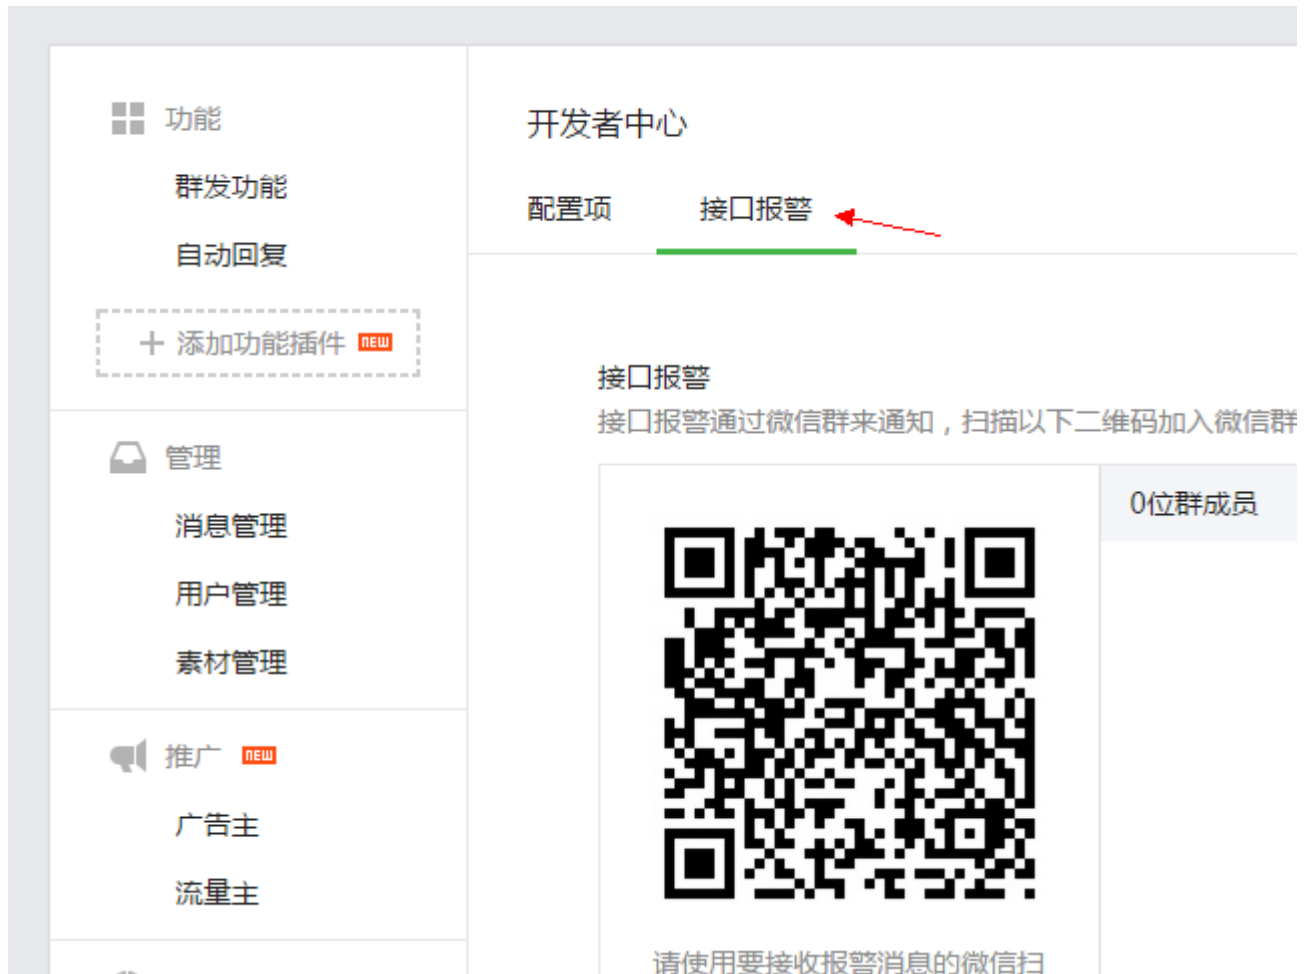 功能
群发功能
自动回复
添加功能插件 NEW
管理
消息管理
用户管理
素材管理
推广 NEW
广告主
流量主
开发者中心
配置项 接口报警
接口报警
接口报警通过微信群来通知，扫描以下二维码加入微信群
0位群成员
请使用要接收报警消息的微信扫